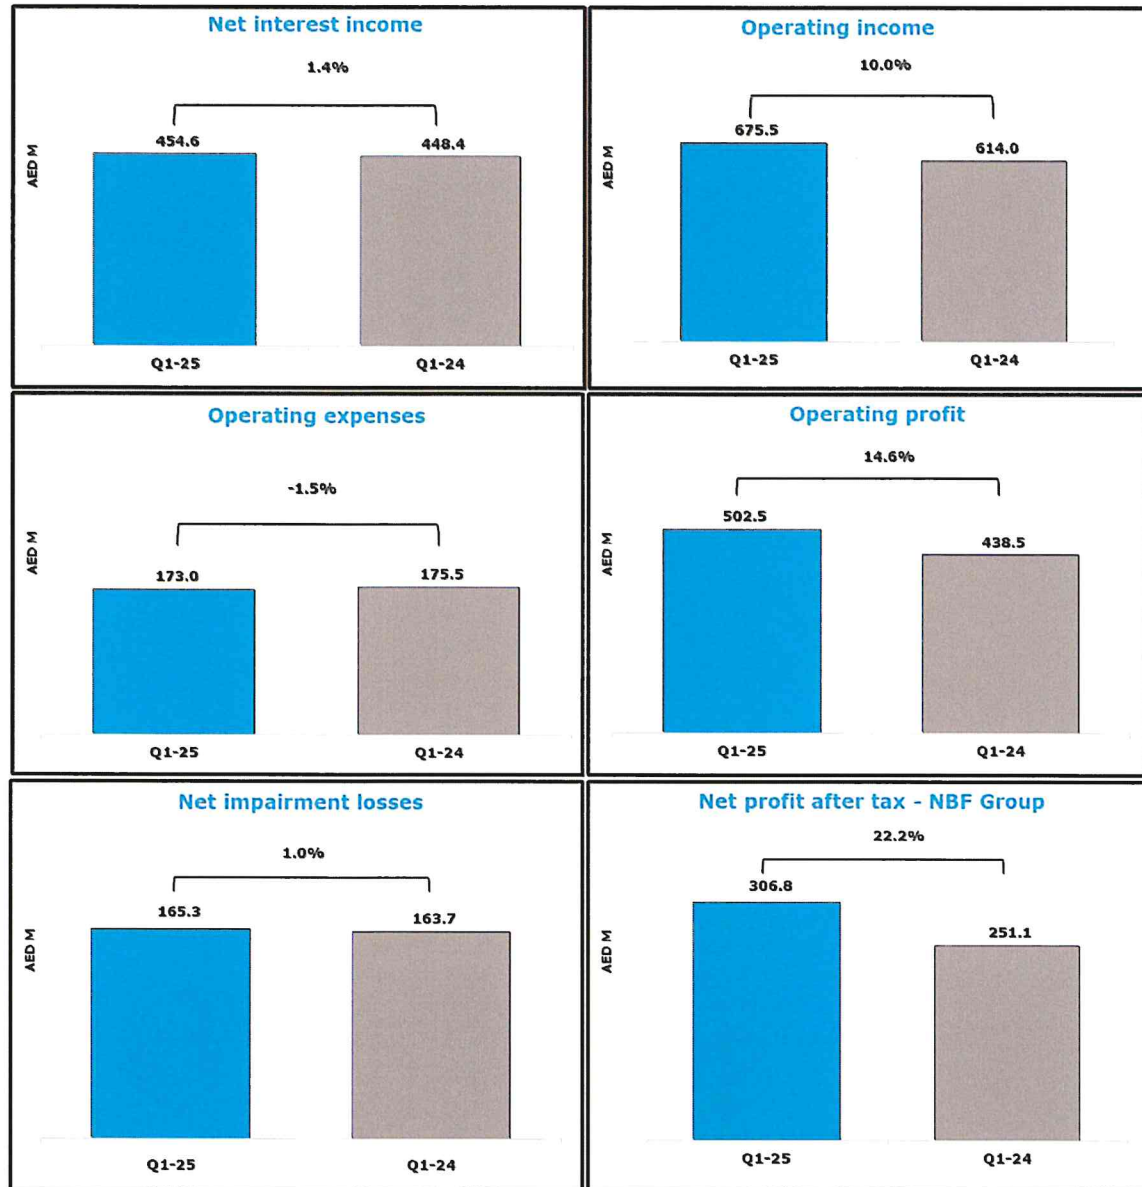 Net interest income
1.4%
AED M
454.6
448.4
Q1-25
Q1-24
Operating income
10.0%
AED M
675.5
614.0
Q1-25
Q1-24
Operating expenses
-1.5%
AED M
173.0
175.5
Q1-25
Q1-24
Operating profit
14.6%
AED M
502.5
438.5
Q1-25
Q1-24
Net impairment losses
1.0%
AED M
165.3
163.7
Q1-25
Q1-24
Net profit after tax - NBF Group
22.2%
AED M
306.8
251.1
Q1-25
Q1-24